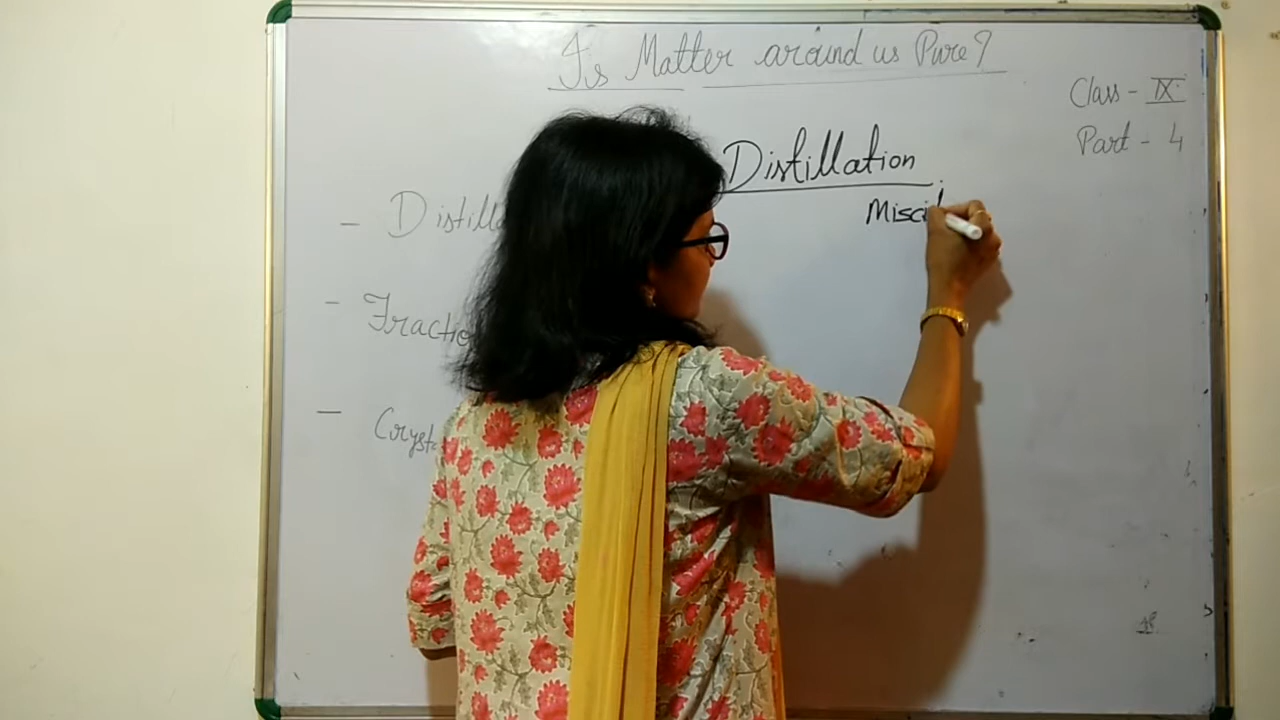 Is Matter around us Pure?
Class - IX
Part - 4
Distillation
Misci
- Distilla
- Fractio
- Cryst